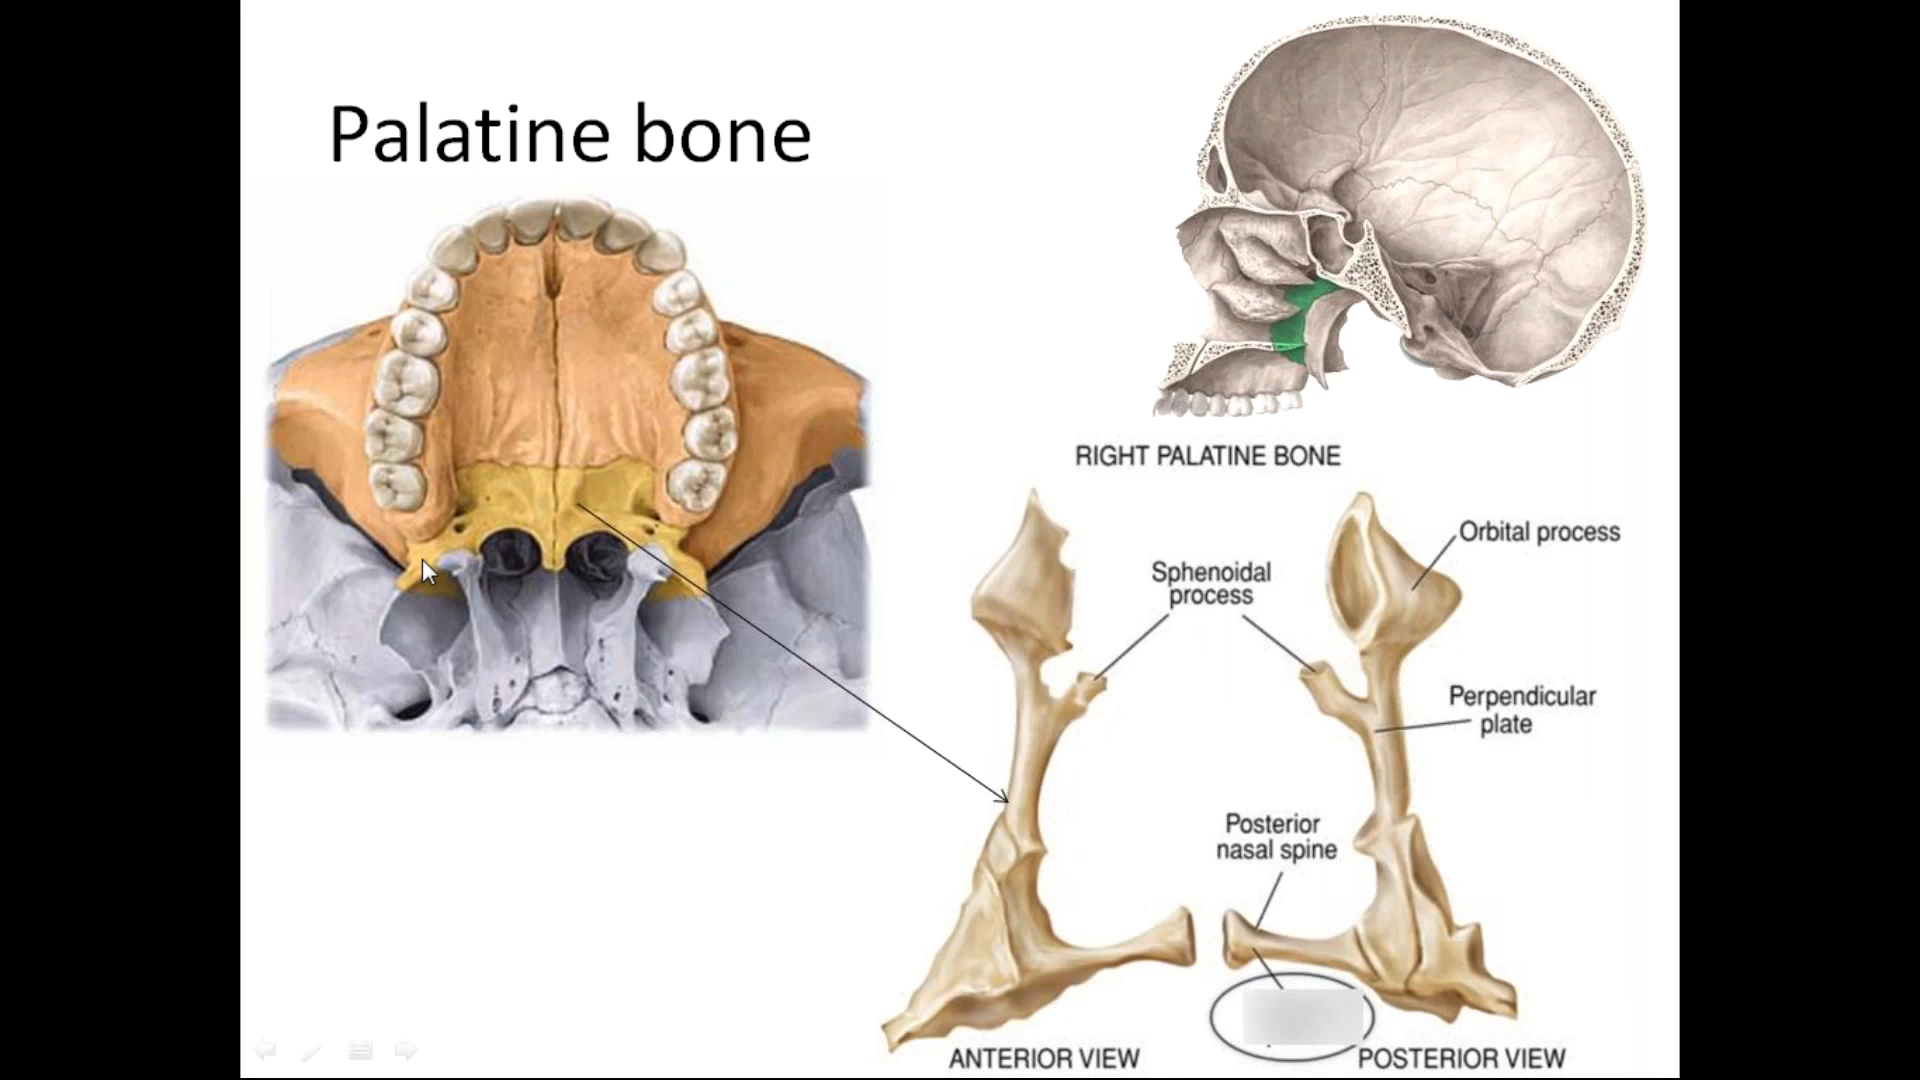 Palatine bone
RIGHT PALATINE BONE
Orbital process
Sphenoidal
process
Perpendicular
plate
Posterior
nasal spine
ANTERIOR VIEW
POSTERIOR VIEW